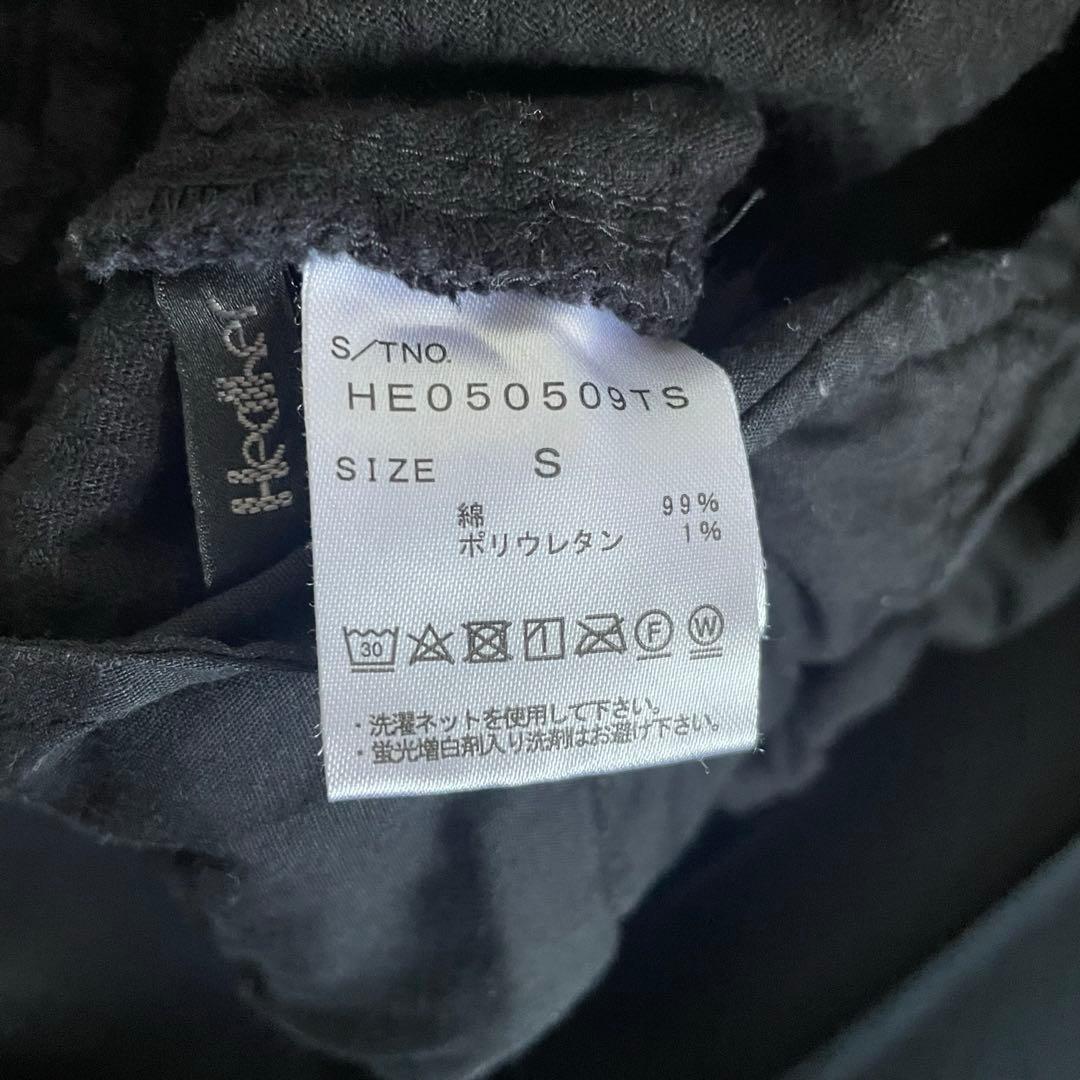 Heather
S/TNO.
HE050509TS
SIZE S
綿 99%
ポリウレタン 1%
30 F W
・洗濯ネットを使用して下さい。
・蛍光増白剤入り洗剤はお避け下さい。